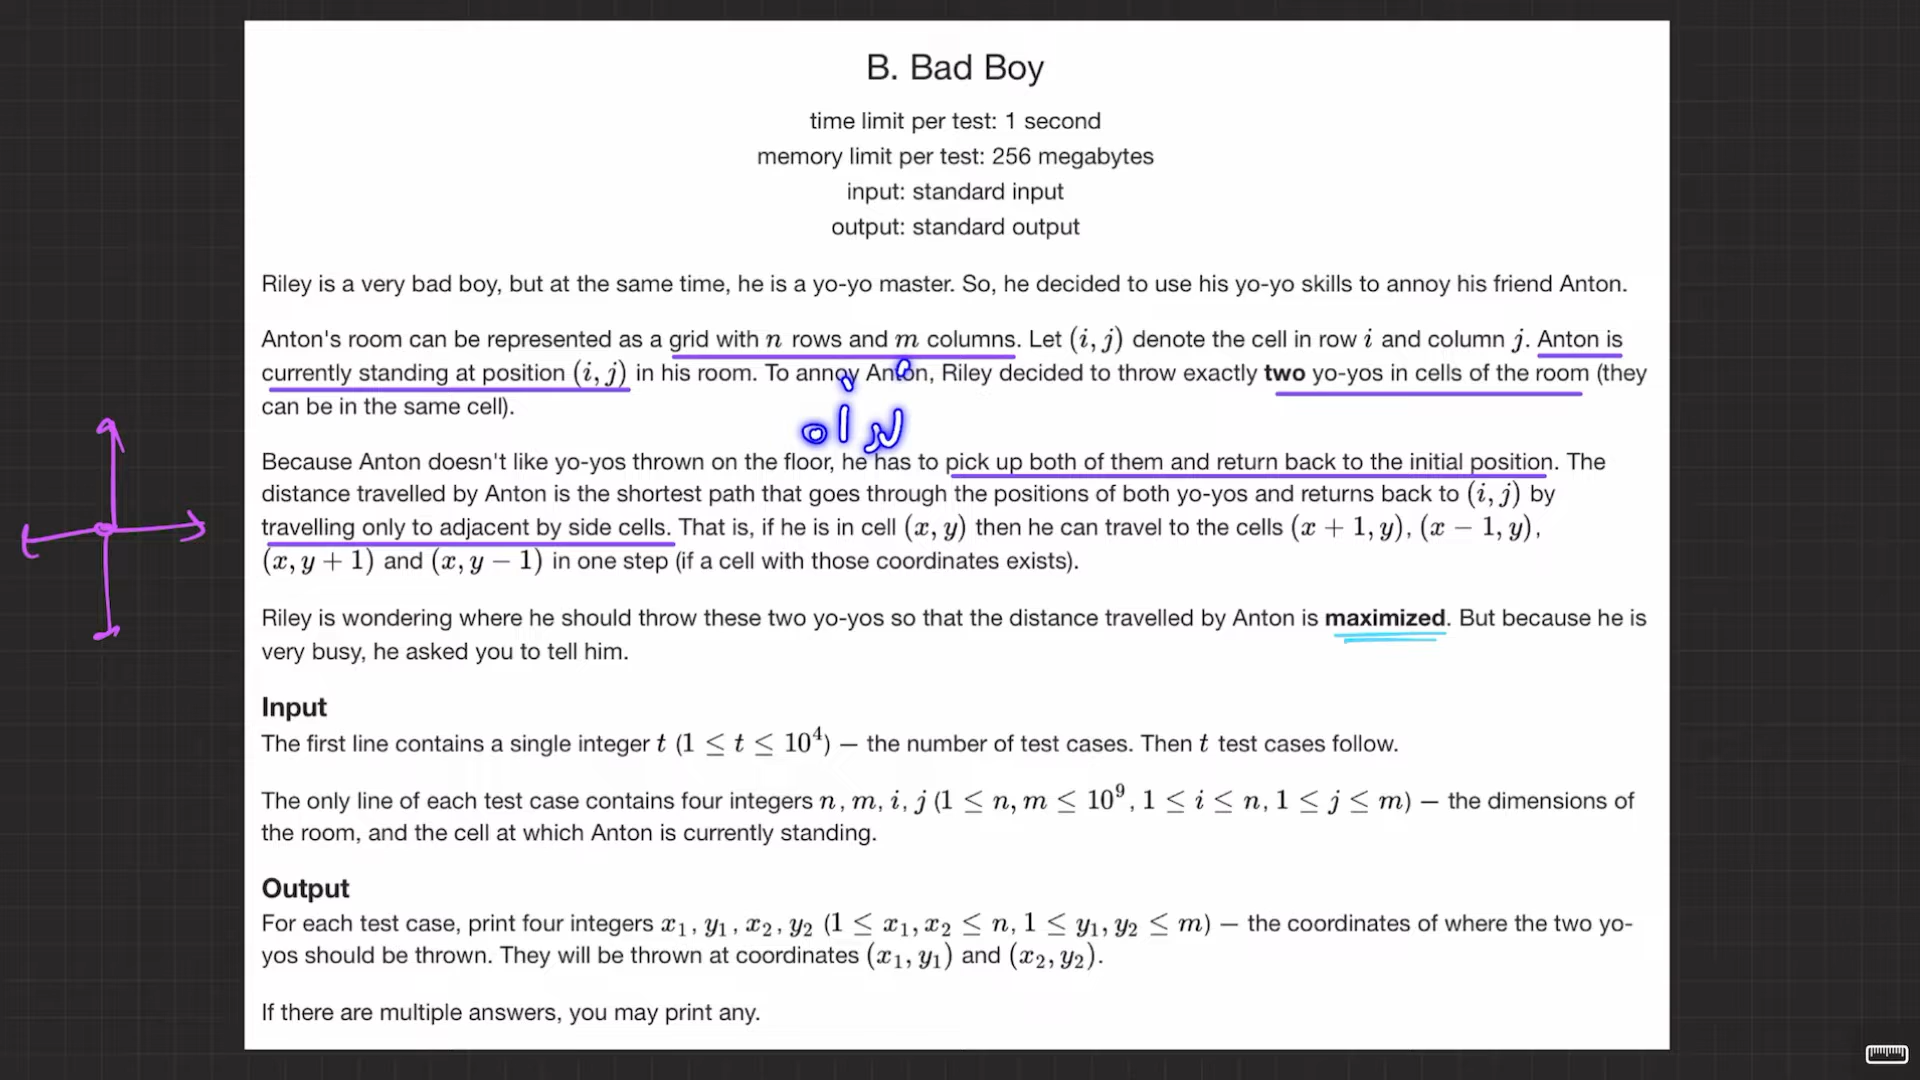 B. Bad Boy
time limit per test: 1 second
memory limit per test: 256 megabytes
input: standard input
output: standard output
Riley is a very bad boy, but at the same time, he is a yo-yo master. So, he decided to use his yo-yo skills to annoy his friend Anton.
Anton's room can be represented as a grid with n rows and m columns. Let (i, j) denote the cell in row i and column j. Anton is
currently standing at position (i, j) in his room. To annoy Anton, Riley decided to throw exactly two yo-yos in cells of the room (they
can be in the same cell).
Because Anton doesn't like yo-yos thrown on the floor, he has to pick up both of them and return back to the initial position. The
distance travelled by Anton is the shortest path that goes through the positions of both yo-yos and returns back to (i, j) by
travelling only to adjacent by side cells. That is, if he is in cell (x, y) then he can travel to the cells (x + 1, y), (x − 1, y),
(x, y + 1) and (x, y − 1) in one step (if a cell with those coordinates exists).
Riley is wondering where he should throw these two yo-yos so that the distance travelled by Anton is maximized. But because he is
very busy, he asked you to tell him.
Input
The first line contains a single integer t (1 ≤ t ≤ 10⁴) — the number of test cases. Then t test cases follow.
The only line of each test case contains four integers n, m, i, j (1 ≤ n, m ≤ 10⁹, 1 ≤ i ≤ n, 1 ≤ j ≤ m) — the dimensions of
the room, and the cell at which Anton is currently standing.
Output
For each test case, print four integers x₁, y₁, x₂, y₂ (1 ≤ x₁, x₂ ≤ n, 1 ≤ y₁, y₂ ≤ m) — the coordinates of where the two yo-
yos should be thrown. They will be thrown at coordinates (x₁, y₁) and (x₂, y₂).
If there are multiple answers, you may print any.